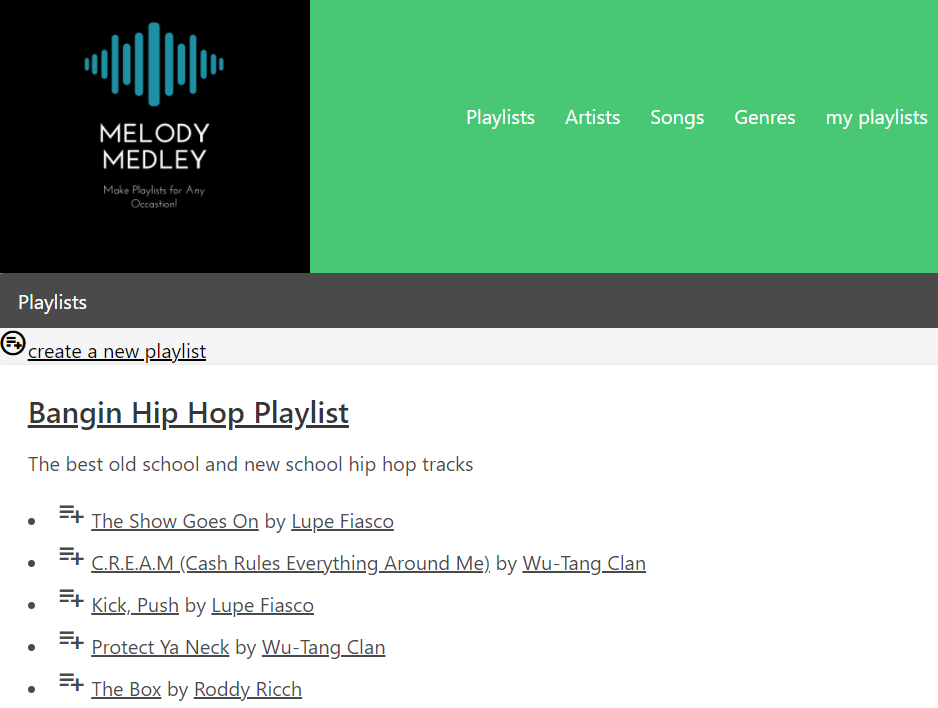 MELODY
MEDLEY
Make Playlists for Any
Occastion!
Playlists Artists Songs Genres my playlists
Playlists
create a new playlist
Bangin Hip Hop Playlist
The best old school and new school hip hop tracks
The Show Goes On by Lupe Fiasco
C.R.E.A.M (Cash Rules Everything Around Me) by Wu-Tang Clan
Kick, Push by Lupe Fiasco
Protect Ya Neck by Wu-Tang Clan
The Box by Roddy Ricch